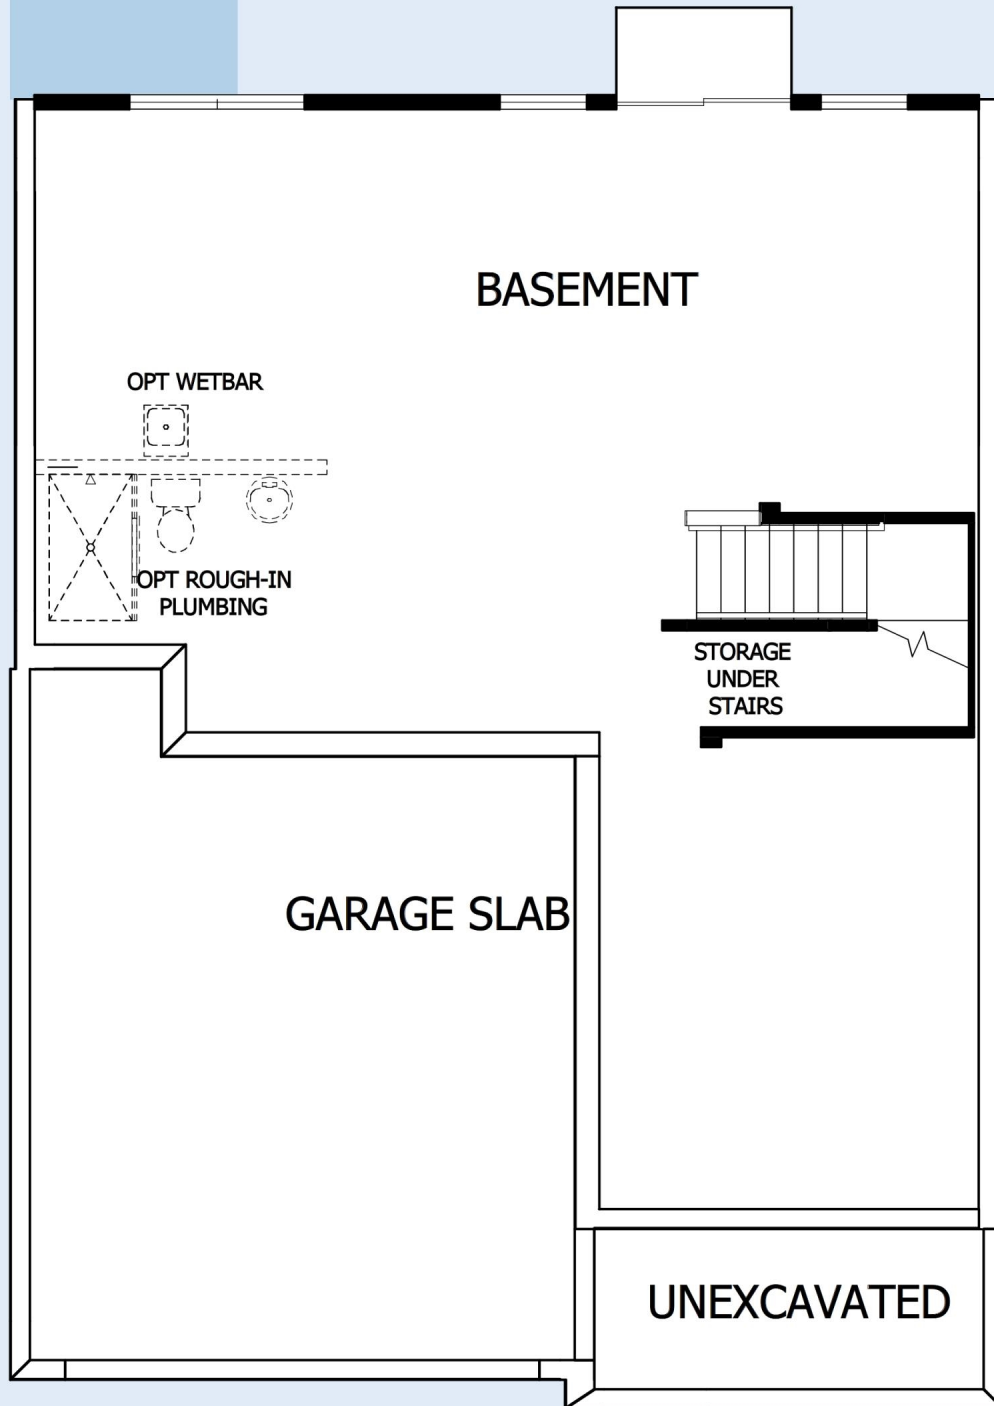 BASEMENT
OPT WETBAR
OPT ROUGH-IN
PLUMBING
STORAGE
UNDER
STAIRS
GARAGE SLAB
UNEXCAVATED